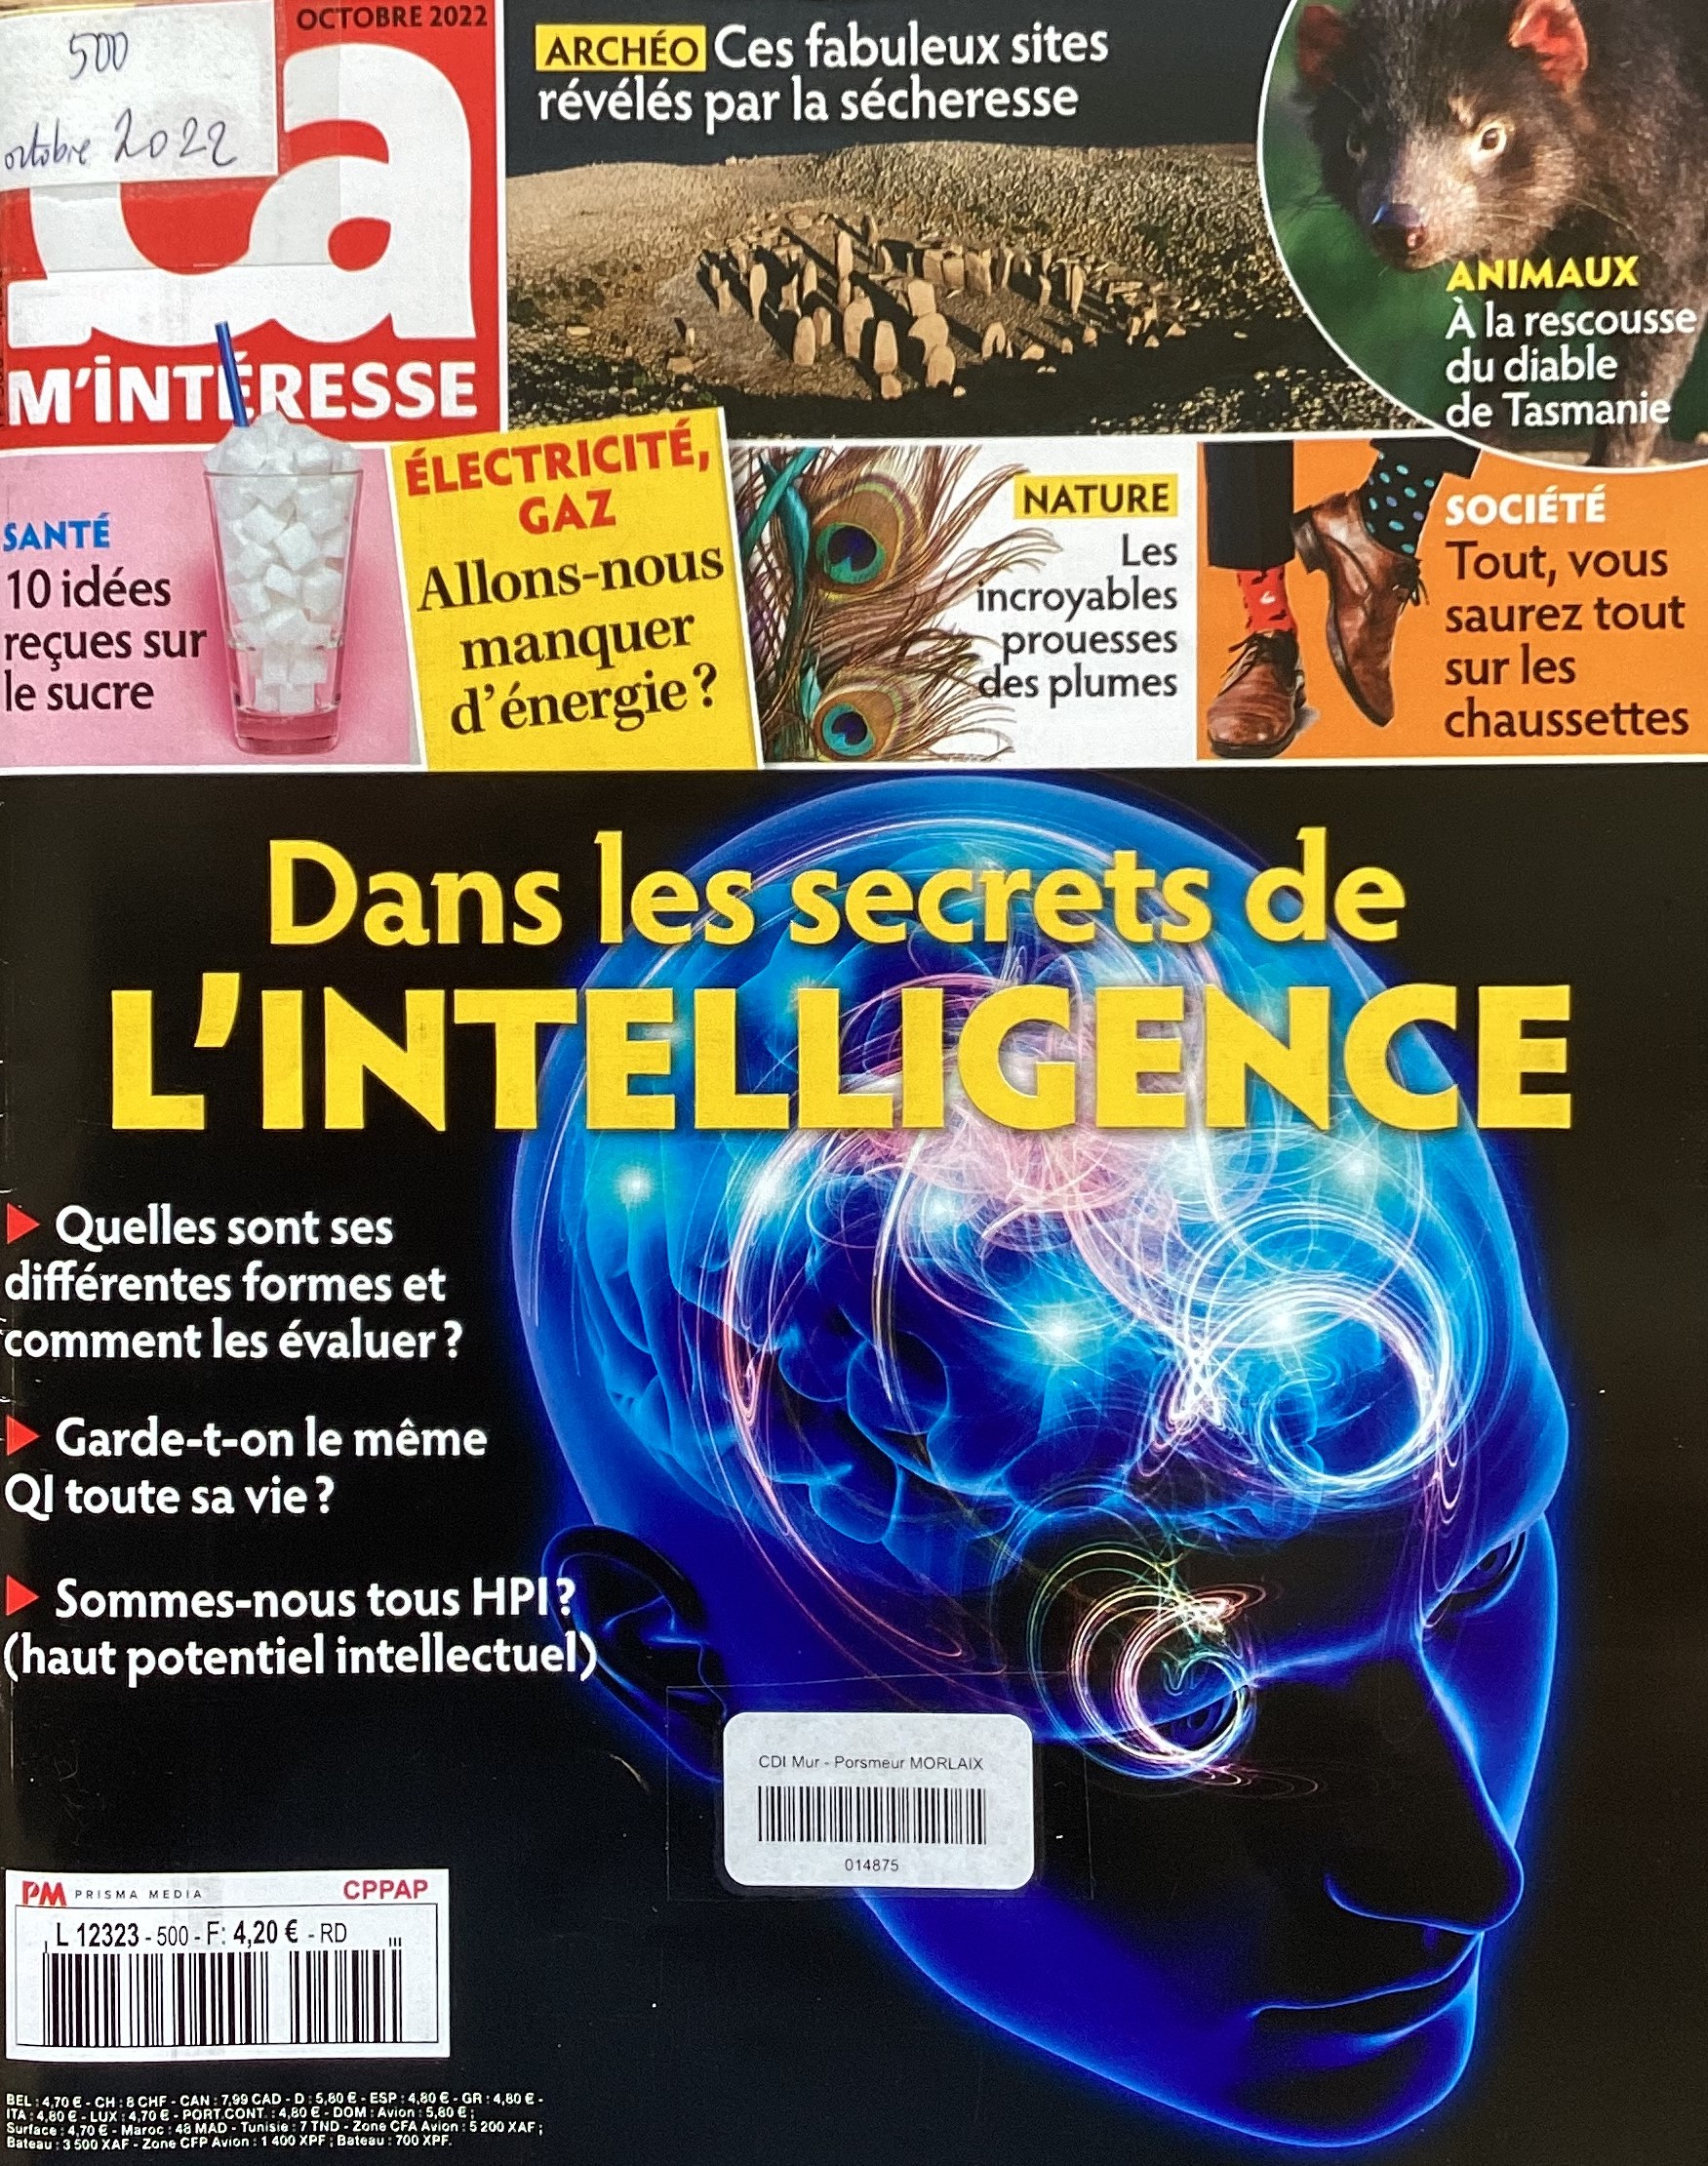 500
octobre 2022
OCTOBRE 2022
ça
M'INTÉRESSE
ARCHÉO Ces fabuleux sites
révélés par la sécheresse
ANIMAUX
À la rescousse
du diable
de Tasmanie
SANTÉ
10 idées
reçues sur
le sucre
ÉLECTRICITÉ,
GAZ
Allons-nous
manquer
d'énergie ?
NATURE
Les
incroyables
prouesses
des plumes
SOCIÉTÉ
Tout, vous
saurez tout
sur les
chaussettes
Dans les secrets de
L'INTELLIGENCE
Quelles sont ses
différentes formes et
comment les évaluer ?
Garde-t-on le même
QI toute sa vie ?
Sommes-nous tous HPI ?
(haut potentiel intellectuel)
CDI Mur - Porsmeur MORLAIX
014875
PM PRISMA MEDIA CPPAP
L 12323 - 500 - F: 4,20 € - RD
BEL : 4,70 € - CH : 8 CHF - CAN : 7,99 CAD - D : 5,80 € - ESP : 4,80 € - GR : 4,80 € -
ITA : 4,80 € - LUX : 4,70 € - PORT.CONT. : 4,80 € - DOM : Avion : 5,80 € ;
Surface : 4,70 € - Maroc : 48 MAD - Tunisie : 7 TND - Zone CFA Avion : 5 200 XAF ;
Bateau : 3 500 XAF - Zone CFP Avion : 1 400 XPF ; Bateau : 700 XPF.